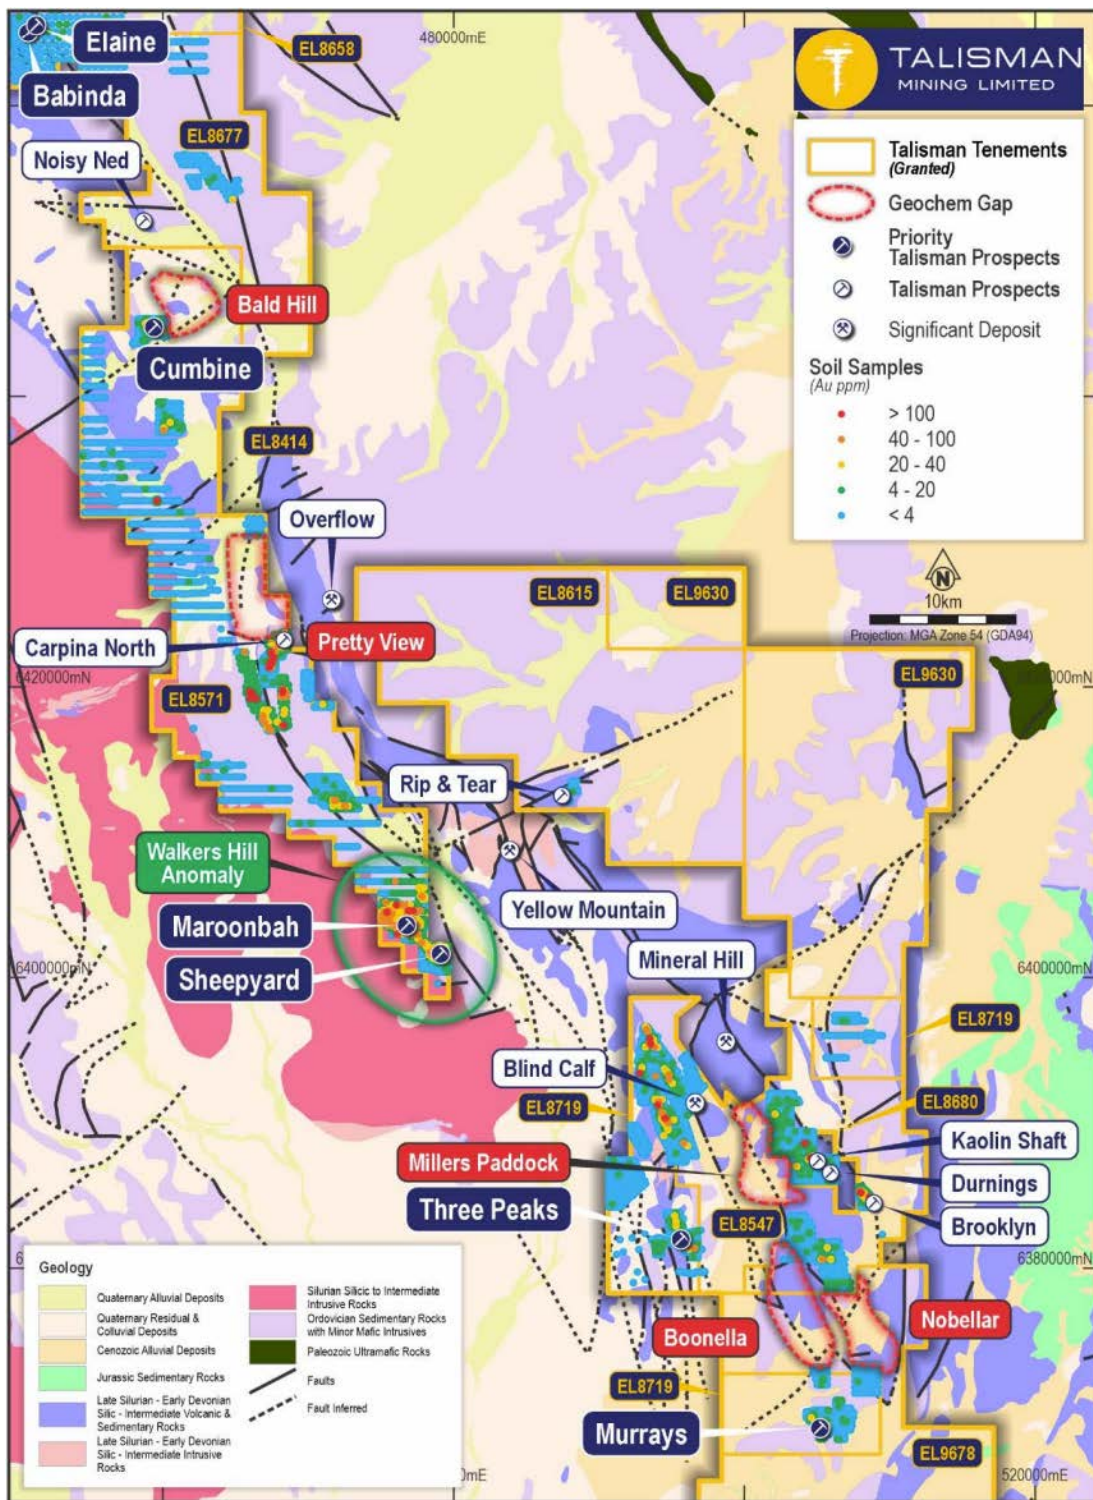 Elaine
480000mE
EL8658
TALISMAN
MINING LIMITED
Babinda
EL8677
Noisy Ned
Talisman Tenements
(Granted)
Geochem Gap
Priority
Talisman Prospects
Talisman Prospects
Significant Deposit
Soil Samples
(Au ppm)
> 100
40 - 100
20 - 40
4 - 20
< 4
Bald Hill
Cumbine
EL8414
Overflow
N
10km
Projection: MGA Zone 54 (GDA94)
EL8615
EL9630
Carpina North
Pretty View
EL9630
6420000mN
EL8571
Rip & Tear
Walkers Hill
Anomaly
Yellow Mountain
Maroonbah
Sheepyard
Mineral Hill
6400000mN
6400000mN
EL8719
Blind Calf
EL8719
EL8680
Kaolin Shaft
Millers Paddock
Durnings
Three Peaks
EL8547
Brooklyn
6380000mN
Boonella
Nobellar
EL8719
Murrays
EL9678
520000mE
Geology
Quaternary Alluvial Deposits
Quaternary Residual &
Colluvial Deposits
Cenozoic Alluvial Deposits
Jurassic Sedimentary Rocks
Late Silurian - Early Devonian
Silic - Intermediate Volcanic &
Sedimentary Rocks
Late Silurian - Early Devonian
Silic - Intermediate Intrusive
Rocks
Silurian Silicic to Intermediate
Intrusive Rocks
Ordovician Sedimentary Rocks
with Minor Mafic Intrusives
Paleozoic Ultramafic Rocks
Faults
Fault Inferred